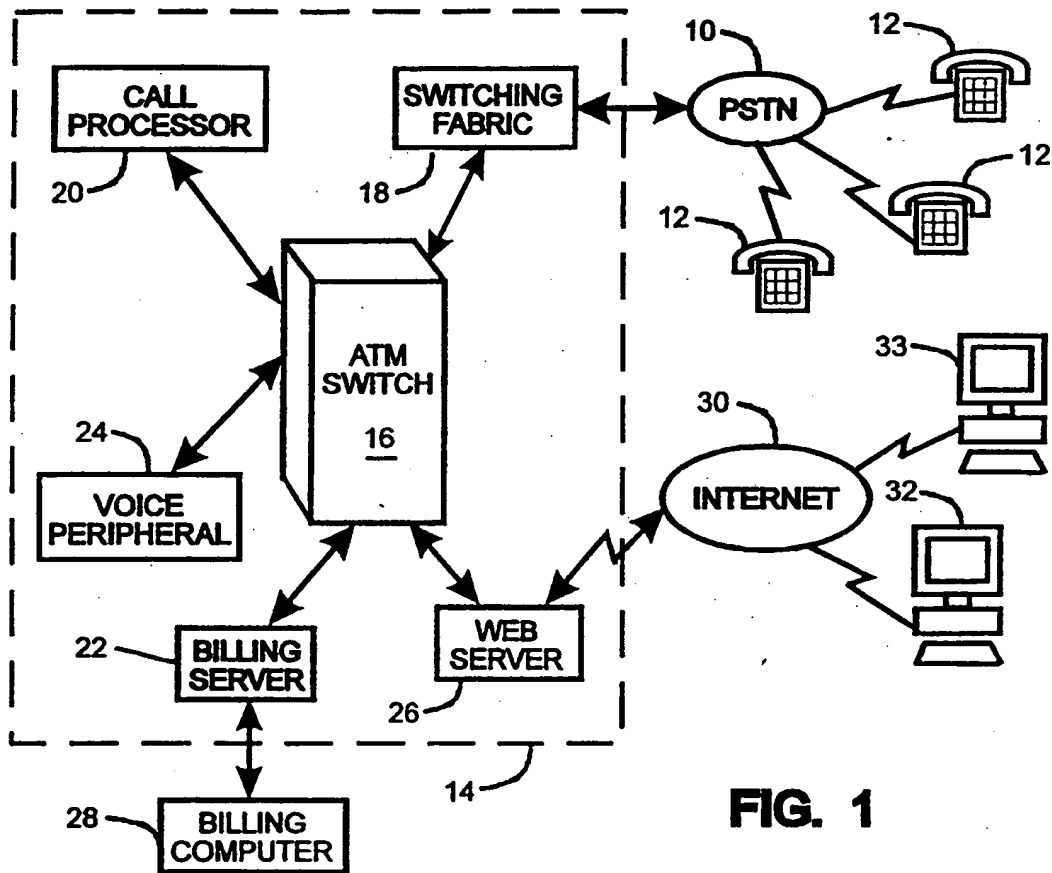 10
12
CALL
PROCESSOR
SWITCHING
FABRIC
PSTN
20
18
12
12
ATM
SWITCH
16
33
24
30
VOICE
PERIPHERAL
INTERNET
32
22
BILLING
SERVER
WEB
SERVER
26
14
28
BILLING
COMPUTER
FIG. 1